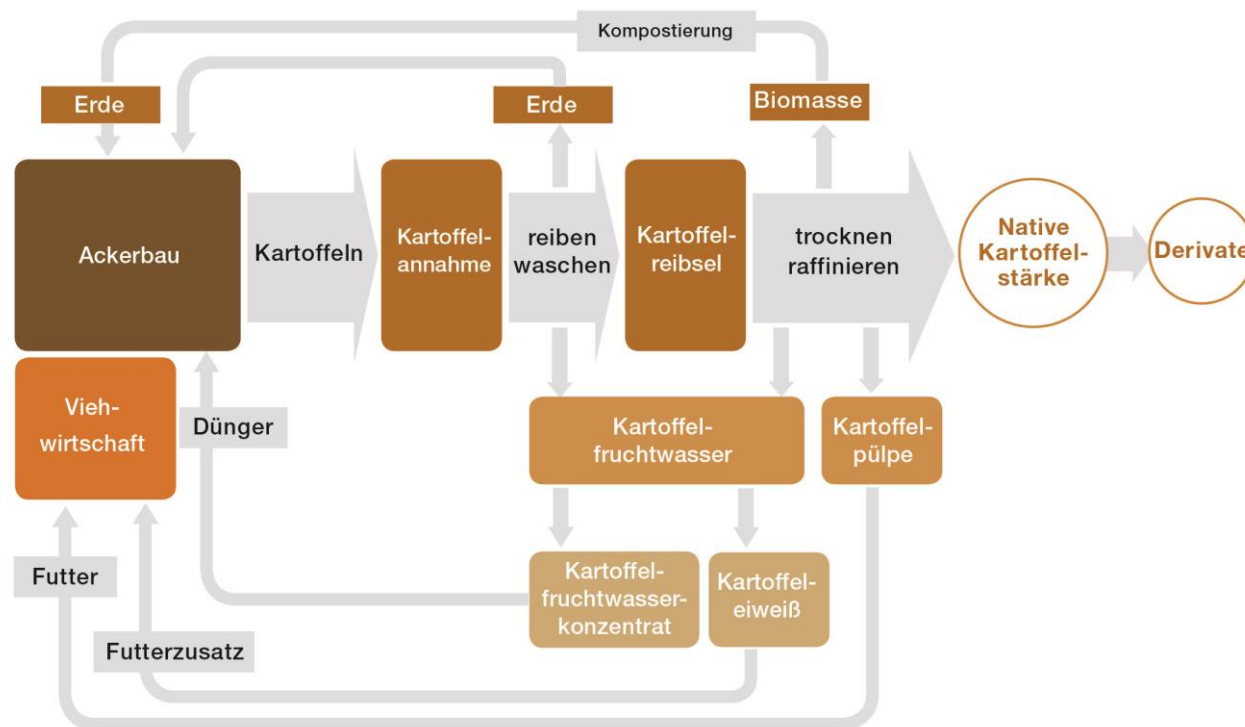 Kompostierung
Erde
Erde
Biomasse
Ackerbau
Kartoffeln
Kartoffel-
annahme
reiben
waschen
Kartoffel-
reibsel
trocknen
raffinieren
Native
Kartoffel-
stärke
Derivate
Vieh-
wirtschaft
Dünger
Kartoffel-
fruchtwasser
Kartoffel-
pülpe
Futter
Kartoffel-
fruchtwasser-
konzentrat
Kartoffel-
eiweiß
Futterzusatz